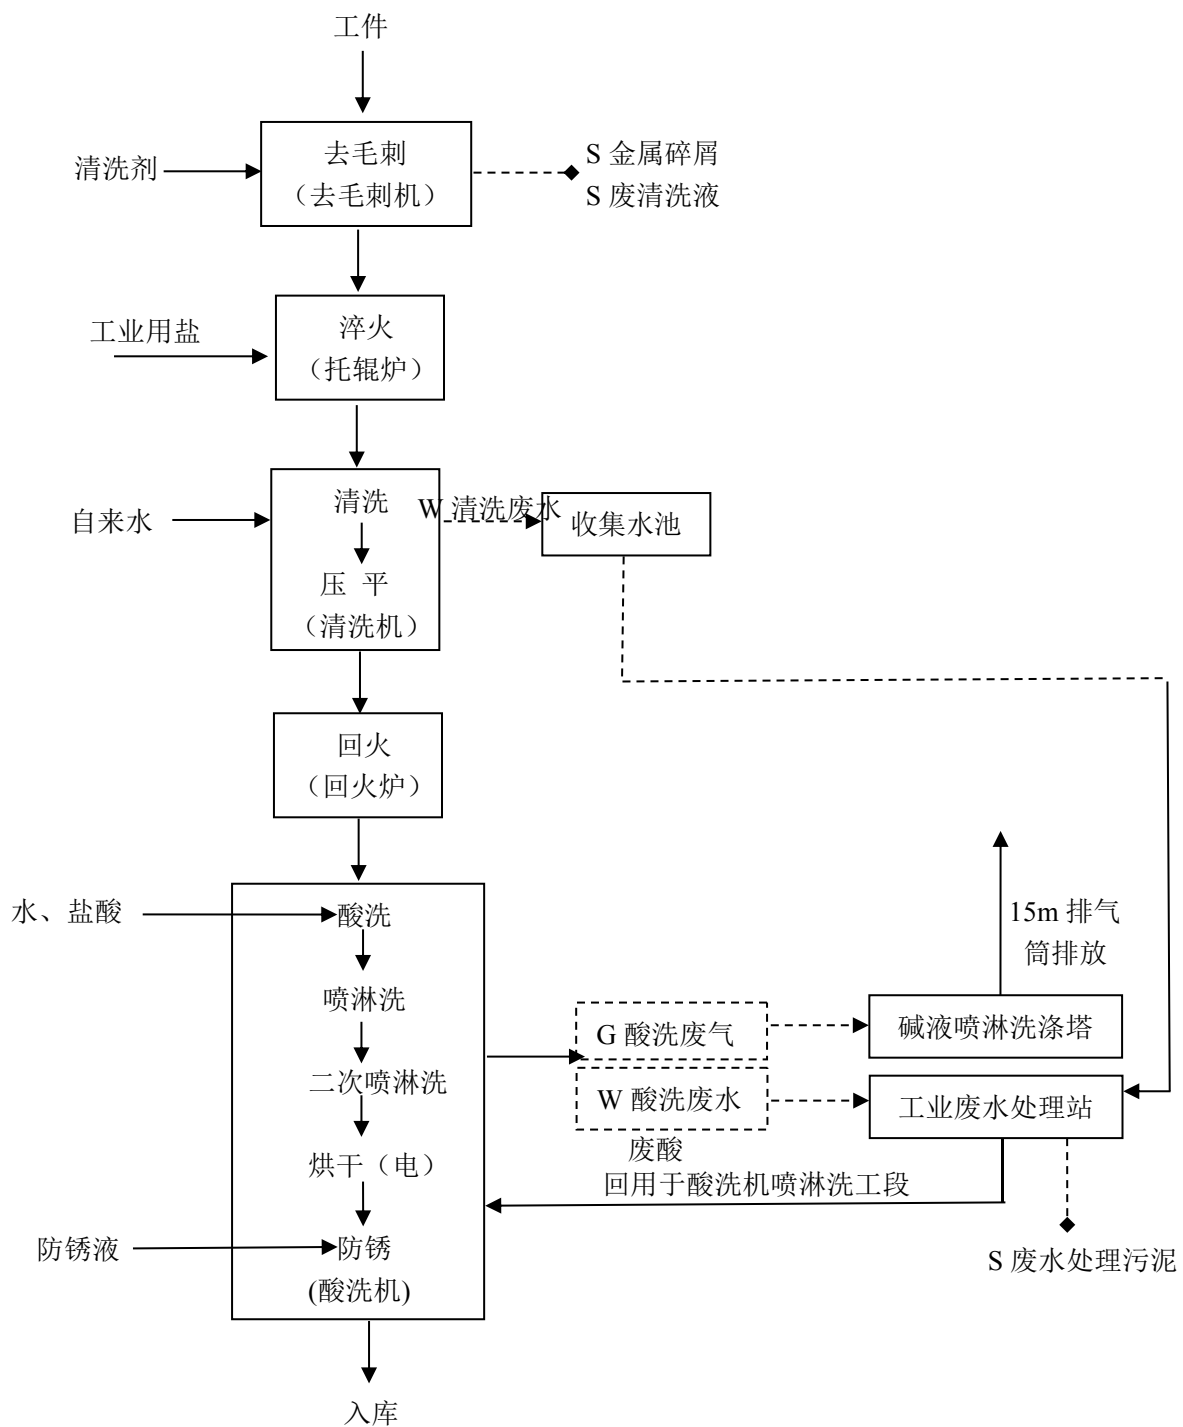 工件
清洗剂
去毛刺
（去毛刺机）
S 金属碎屑
S 废清洗液
工业用盐
淬火
（托辊炉）
自来水
清洗
压 平
（清洗机）
W 清洗废水
收集水池
回火
（回火炉）
水、盐酸
酸洗
喷淋洗
二次喷淋洗
烘干（电）
防锈液
防锈
(酸洗机)
G 酸洗废气
W 酸洗废水
废酸
回用于酸洗机喷淋洗工段
15m 排气
筒排放
碱液喷淋洗涤塔
工业废水处理站
S 废水处理污泥
入库